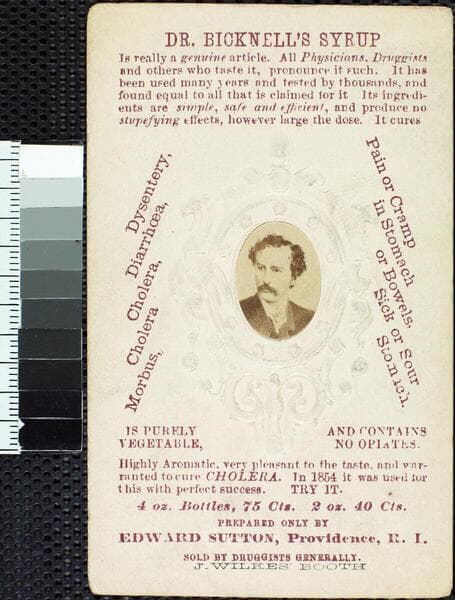 DR. BICKNELL'S SYRUP
Is really a genuine article. All Physicians, Druggists
and others who taste it, pronounce it such. It has
been used many years and tested by thousands, and
found equal to all that is claimed for it Its ingredi-
ents are simple, safe and efficient, and produce no
stupefying effects, however large the dose. It cures
Dysentery,
Diarrhœa,
Cholera,
Cholera
Morbus,
Pain or Cramp
in Stomach
or Bowels,
Sick or Sour
Stomach.
IS PURELY
VEGETABLE,
AND CONTAINS
NO OPIATES.
Highly Aromatic, very pleasant to the taste, and war-
ranted to cure CHOLERA. In 1854 it was used for
this with perfect success. TRY IT.
4 oz. Bottles, 75 Cts. 2 oz. 40 Cts.
PREPARED ONLY BY
EDWARD SUTTON, Providence, R. I.
SOLD BY DRUGGISTS GENERALLY.
J. WILKES BOOTH